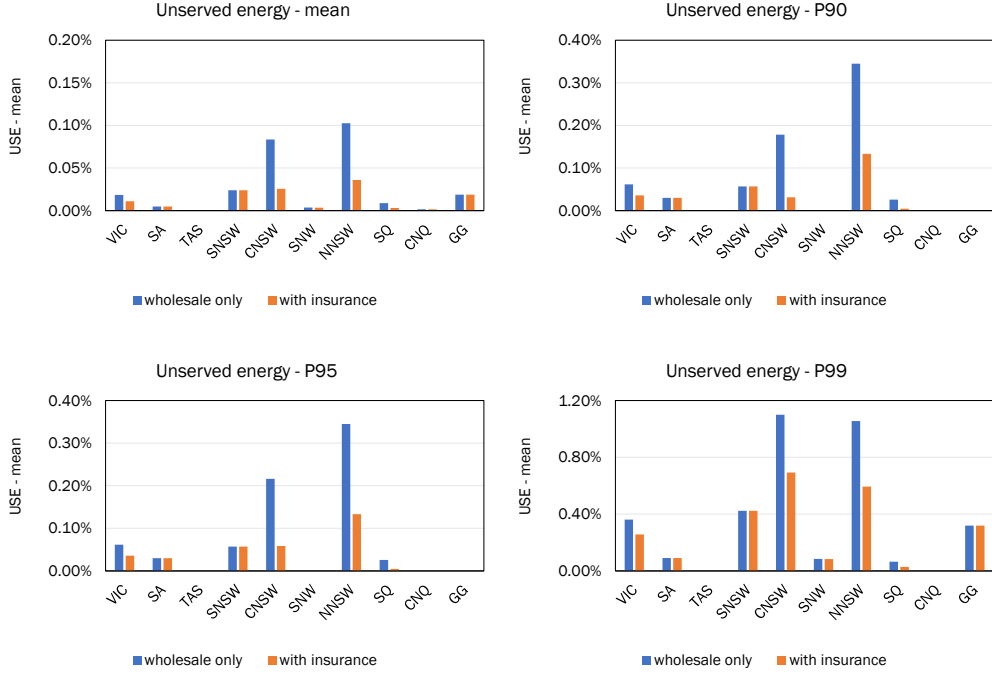 Unserved energy - mean
USE - mean
0.20%
0.15%
0.10%
0.05%
0.00%
VIC
SA
TAS
SNSW
CNSW
SNW
NNSW
SQ
CNQ
GG
wholesale only
with insurance
Unserved energy - P90
USE - mean
0.40%
0.30%
0.20%
0.10%
0.00%
VIC
SA
TAS
SNSW
CNSW
SNW
NNSW
SQ
CNQ
GG
wholesale only
with insurance
Unserved energy - P95
USE - mean
0.40%
0.30%
0.20%
0.10%
0.00%
VIC
SA
TAS
SNSW
CNSW
SNW
NNSW
SQ
CNQ
GG
wholesale only
with insurance
Unserved energy - P99
USE - mean
1.20%
0.80%
0.40%
0.00%
VIC
SA
TAS
SNSW
CNSW
SNW
NNSW
SQ
CNQ
GG
wholesale only
with insurance